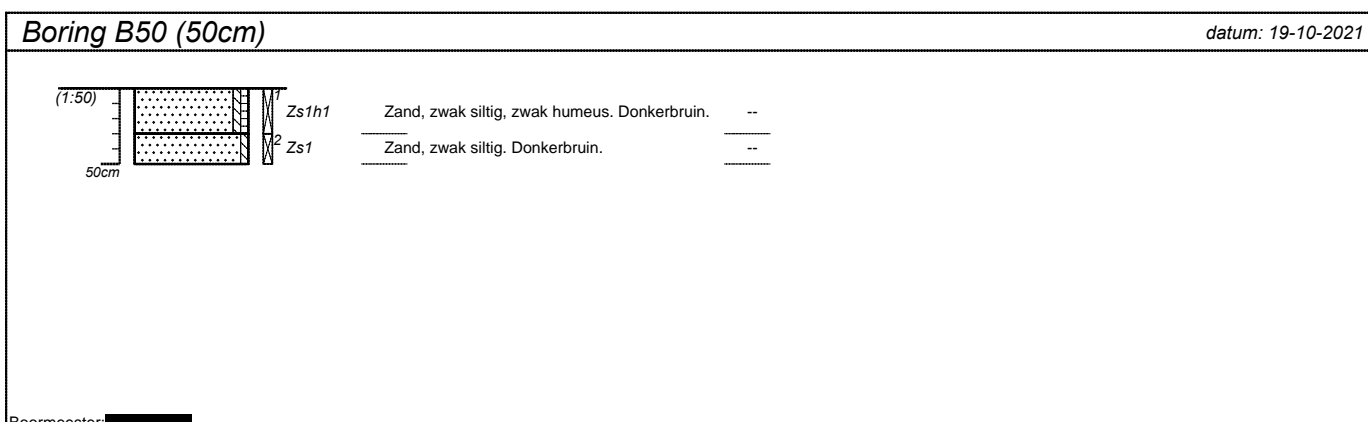 Boring B50 (50cm)
datum: 19-10-2021
(1:50)
1
Zs1h1
Zand, zwak siltig, zwak humeus. Donkerbruin.
--
2
Zs1
Zand, zwak siltig. Donkerbruin.
--
50cm
Boormeester: